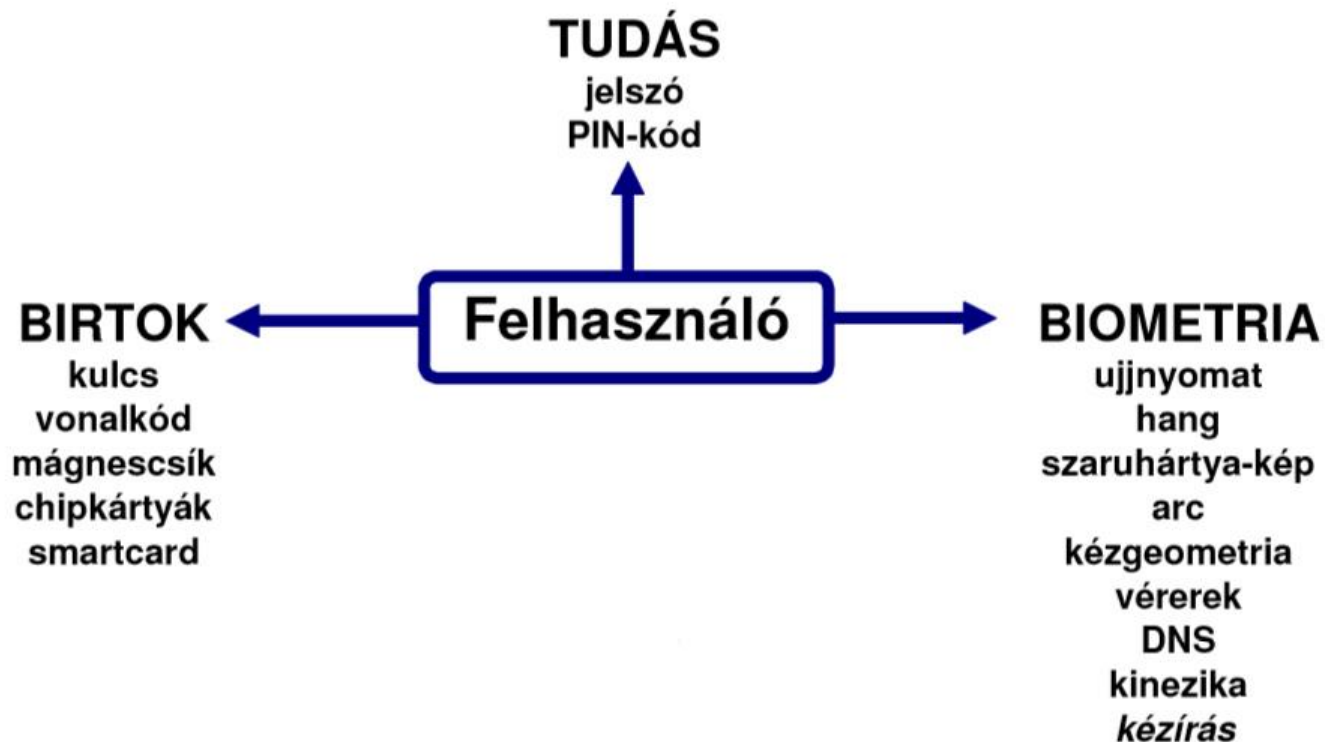 TUDÁS
jelszó
PIN-kód
Felhasználó
BIRTOK
kulcs
vonalkód
mágnescsík
chipkártyák
smartcard
BIOMETRIA
ujjnyomat
hang
szaruhártya-kép
arc
kézgeometria
vérerek
DNS
kinezika
kézírás